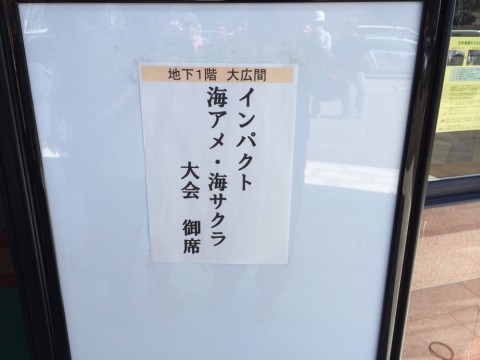 地下1階 大広間
インパクト
海アメ・海サクラ
大会 御席